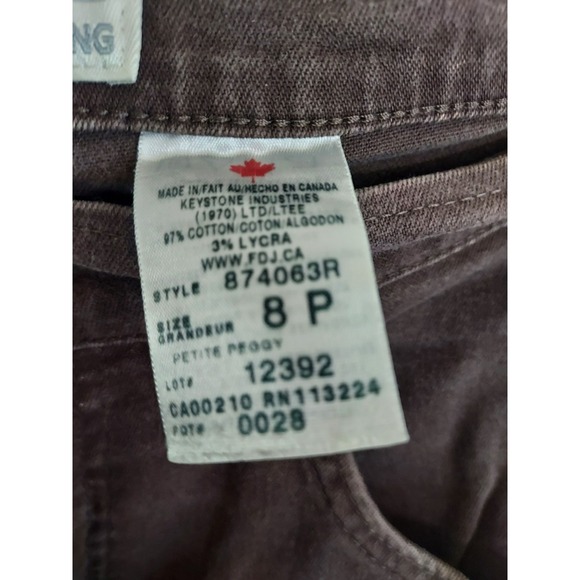 NG
MADE IN/FAIT AU/HECHO EN CANADA
KEYSTONE INDUSTRIES
(1970) LTD/LTEE
97% COTTON/COTON/ALGODON
3% LYCRA
WWW.FDJ.CA
STYLE 874063R
SIZE
GRANDEUR 8 P
PETITE PEGGY
LOT# 12392
CA00210 RN113224
PQT# 0028